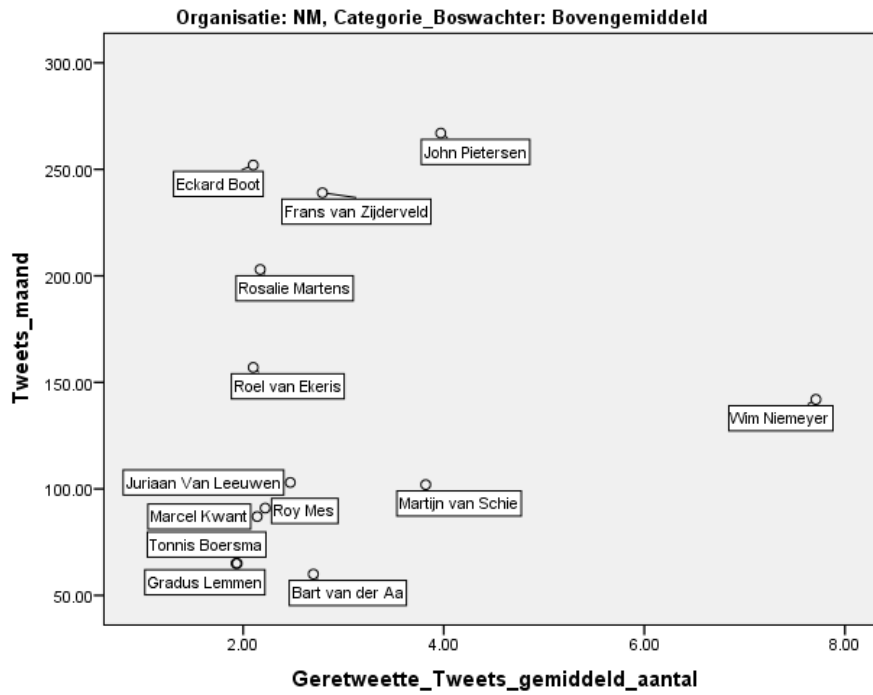 Organisatie: NM, Categorie_Boswachter: Bovengemiddeld
300.00
John Pietersen
250.00
Eckard Boot
Frans van Zijderveld
200.00
Rosalie Martens
150.00
Roel van Ekeris
Wim Niemeyer
Juriaan Van Leeuwen
100.00
Martijn van Schie
Roy Mes
Marcel Kwant
Tonnis Boersma
Gradus Lemmen
Bart van der Aa
50.00
Tweets_maand
2.00 4.00 6.00 8.00
Geretweette_Tweets_gemiddeld_aantal